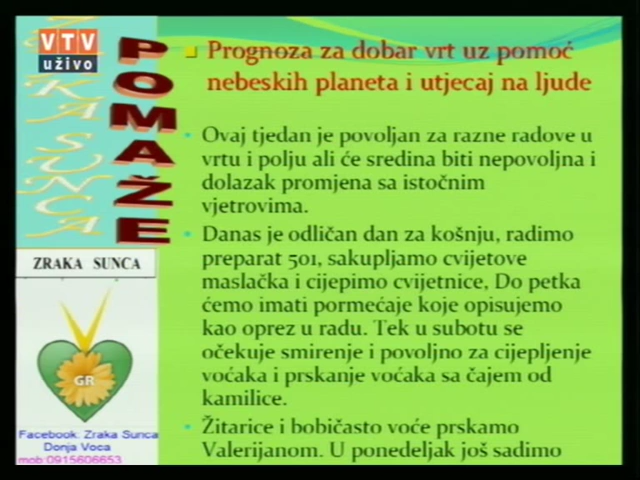 VTV
uživo
ZRAKA SUNCA
POMAŽE
Prognoza za dobar vrt uz pomoć
nebeskih planeta i utjecaj na ljude
Ovaj tjedan je povoljan za razne radove u
vrtu i polju ali će sredina biti nepovoljna i
dolazak promjena sa istočnim
vjetrovima.
Danas je odličan dan za košnju, radimo
preparat 501, sakupljamo cvijetove
maslačka i cijepimo cvijetnice, Do petka
ćemo imati pormećaje koje opisujemo
kao oprez u radu. Tek u subotu se
očekuje smirenje i povoljno za cijepljenje
voćaka i prskanje voćaka sa čajem od
kamilice.
Žitarice i bobičasto voće prskamo
Valerijanom. U ponedeljak još sadimo
ZRAKA SUNCA
GR
Facebook: Zraka Sunca
Donja Voca
mob:0915606653